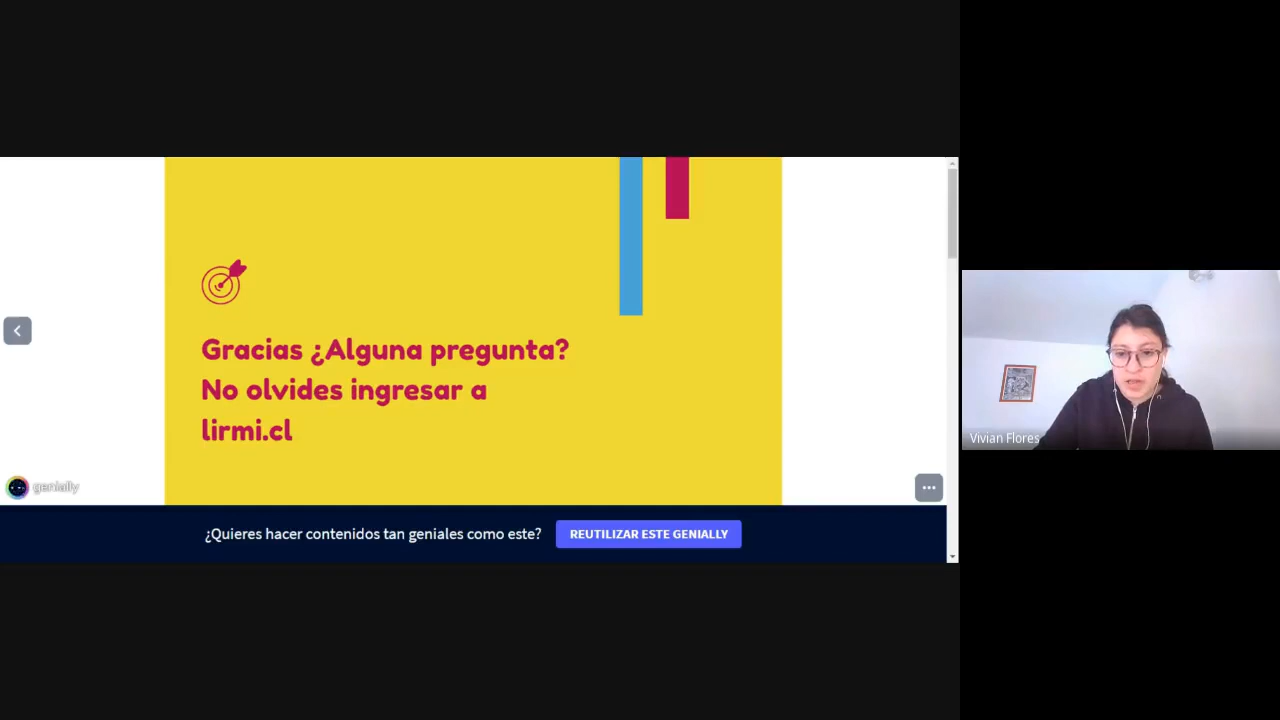 Gracias ¿Alguna pregunta?
No olvides ingresar a
lirmi.cl
genially
¿Quieres hacer contenidos tan geniales como este?
REUTILIZAR ESTE GENIALLY
Vivian Flores